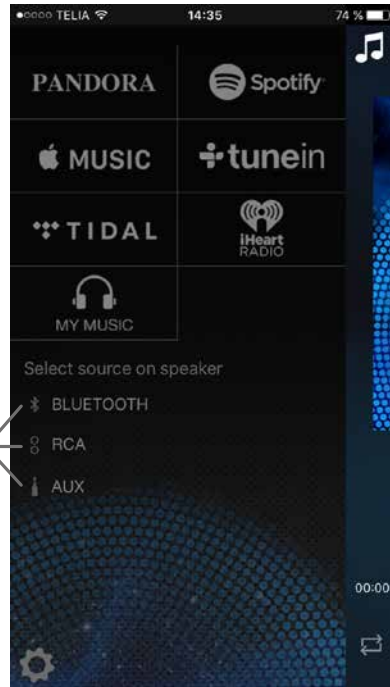 TELIA 14:35 74 %
PANDORA Spotify
MUSIC tunein
TIDAL iHeart
RADIO
MY MUSIC
Select source on speaker
BLUETOOTH
RCA
AUX
00:00